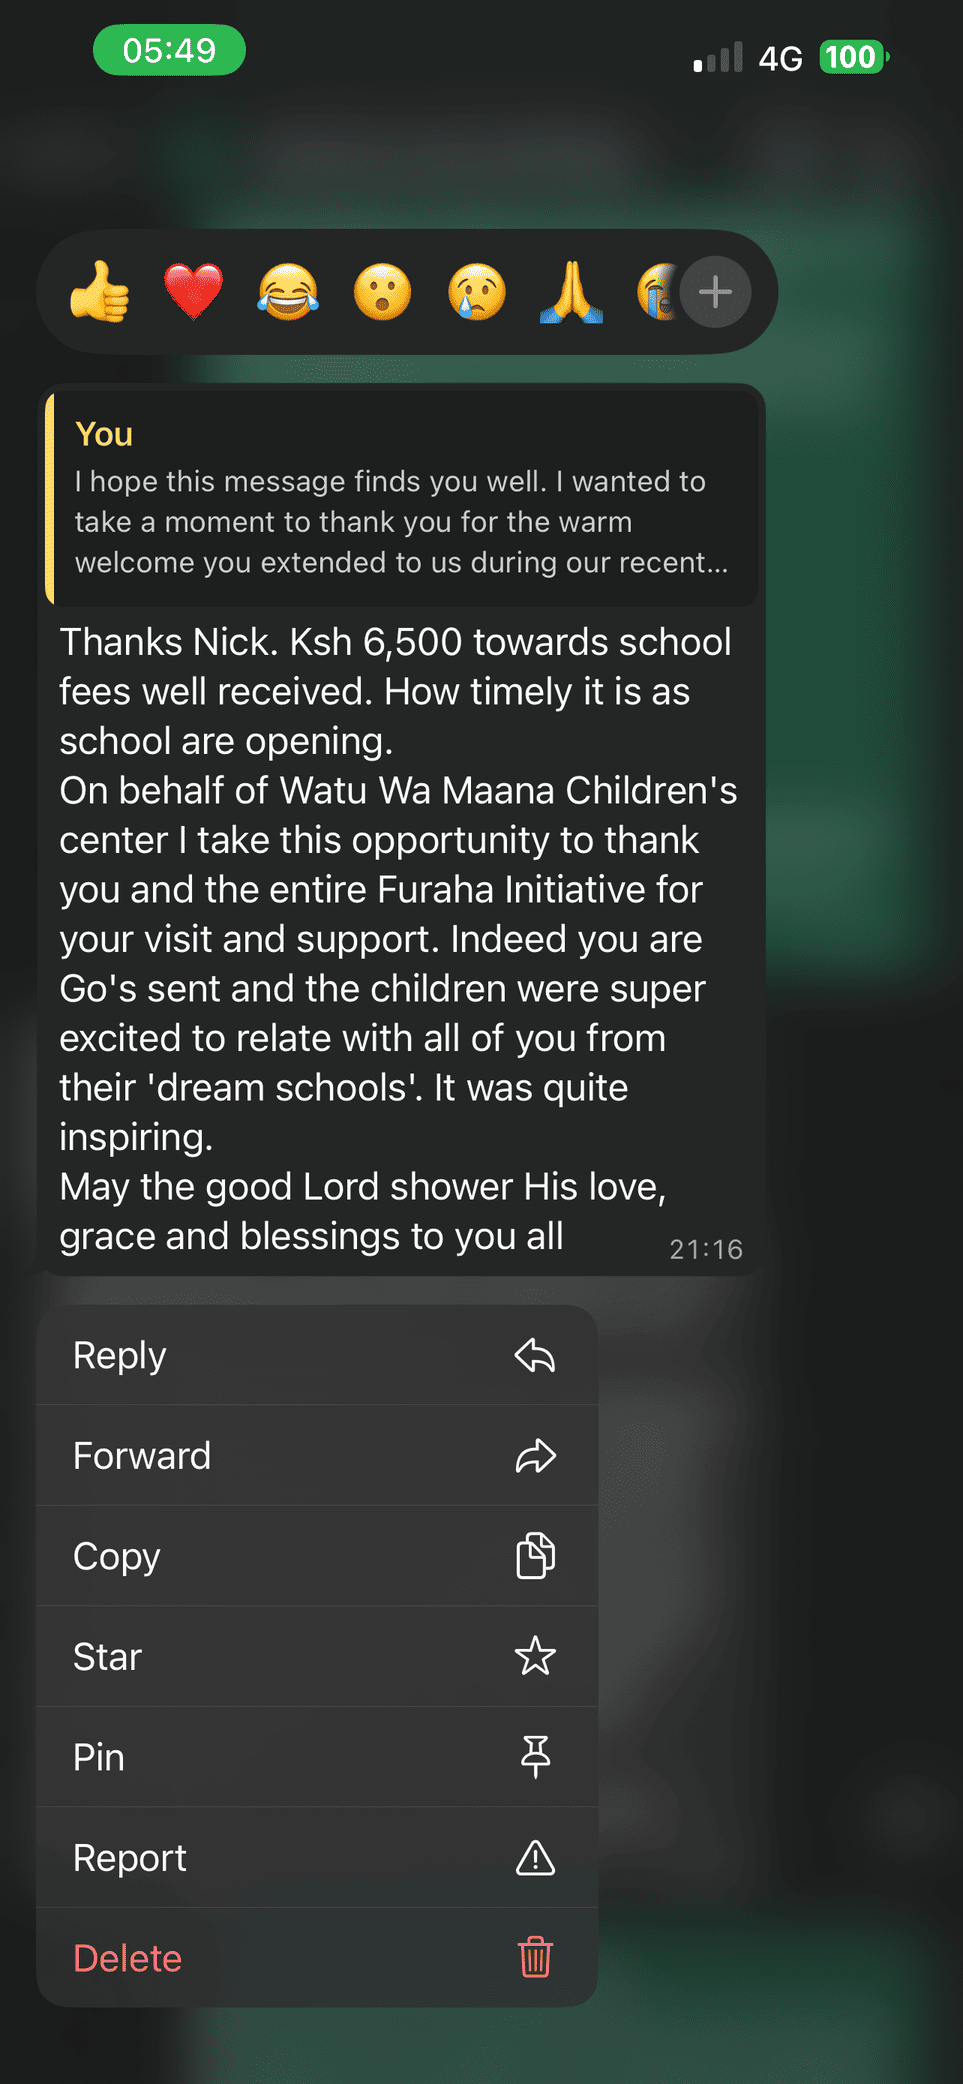 05:49
4G
100
You
I hope this message finds you well. I wanted to
take a moment to thank you for the warm
welcome you extended to us during our recent...
Thanks Nick. Ksh 6,500 towards school
fees well received. How timely it is as
school are opening.
On behalf of Watu Wa Maana Children's
center I take this opportunity to thank
you and the entire Furaha Initiative for
your visit and support. Indeed you are
Go's sent and the children were super
excited to relate with all of you from
their 'dream schools'. It was quite
inspiring.
May the good Lord shower His love,
grace and blessings to you all
21:16
Reply
Forward
Copy
Star
Pin
Report
Delete